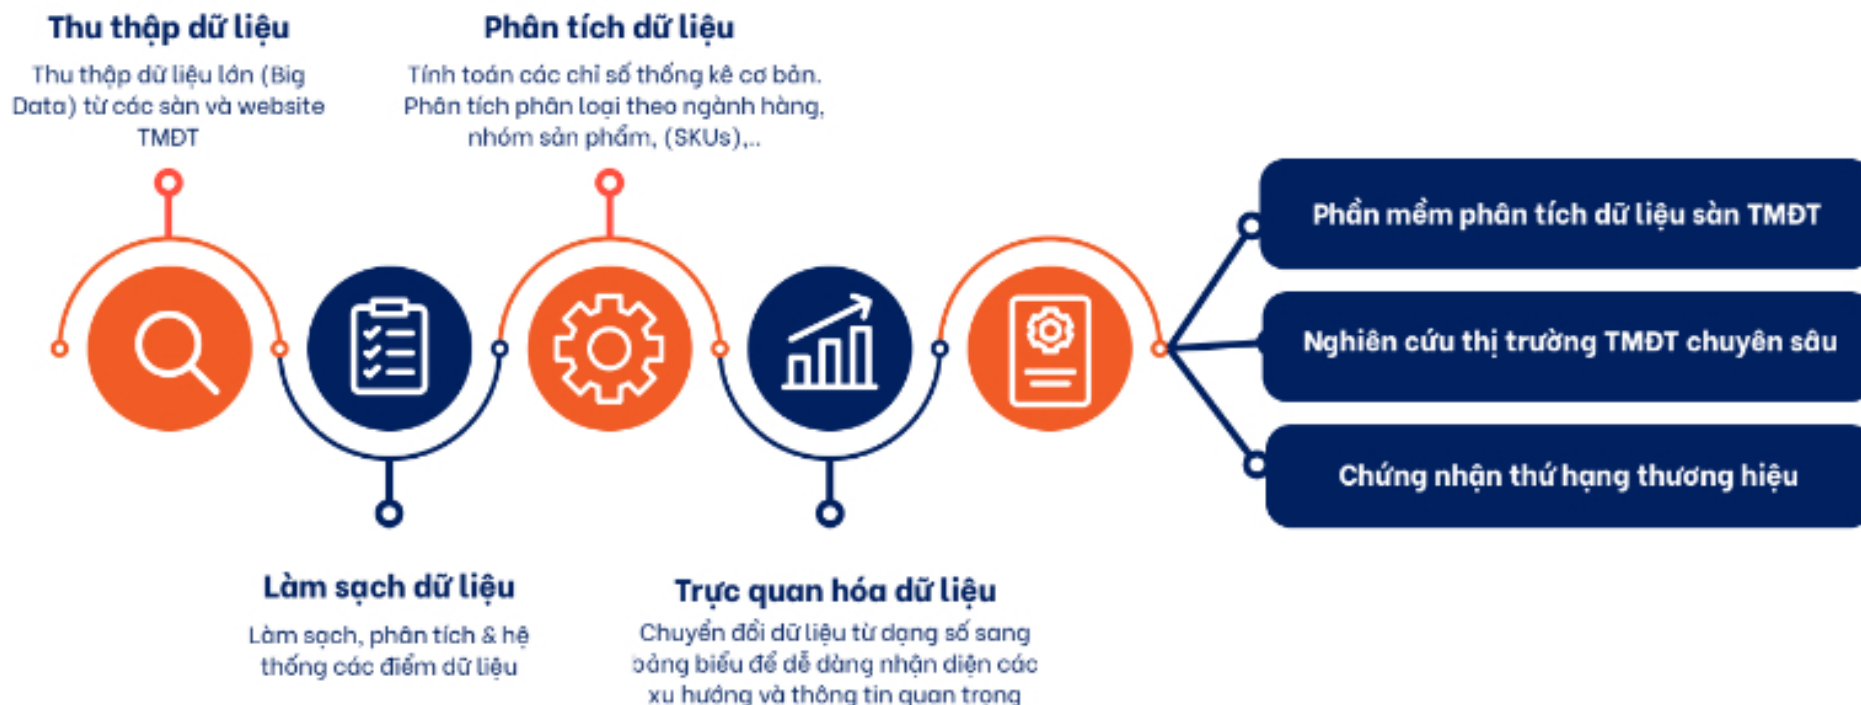 Thu thập dữ liệu
Thu thập dữ liệu lớn (Big
Data) từ các sàn và website
TMĐT
Phân tích dữ liệu
Tính toán các chỉ số thống kê cơ bản.
Phân tích phân loại theo ngành hàng,
nhóm sản phẩm, (SKUs),..
Phần mềm phân tích dữ liệu sàn TMĐT
Nghiên cứu thị trường TMĐT chuyên sâu
Chứng nhận thứ hạng thương hiệu
Làm sạch dữ liệu
Làm sạch, phân tích & hệ
thống các điểm dữ liệu
Trực quan hóa dữ liệu
Chuyển đổi dữ liệu từ dạng số sang
bảng biểu để dễ dàng nhận diện các
xu hướng và thông tin quan trọng